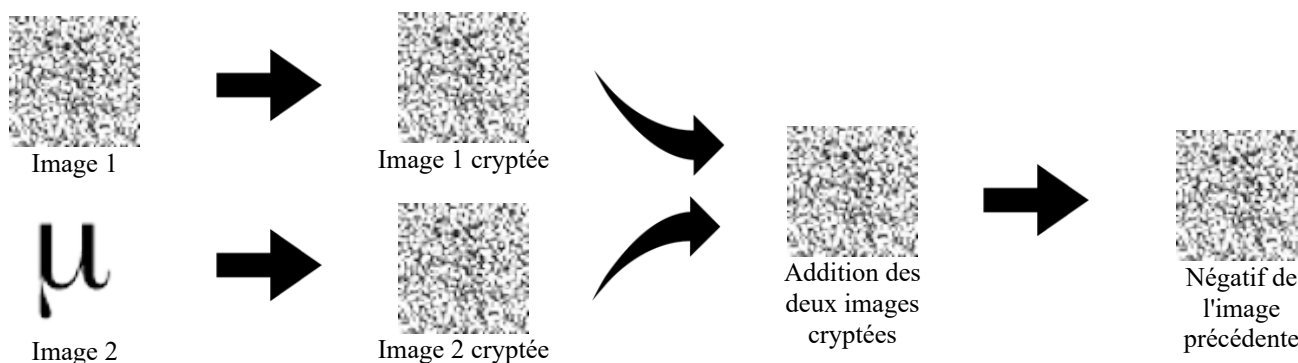 Image 1
Image 1 cryptée
µ
Image 2
Image 2 cryptée
Addition des
deux images
cryptées
Négatif de
l'image
précédente